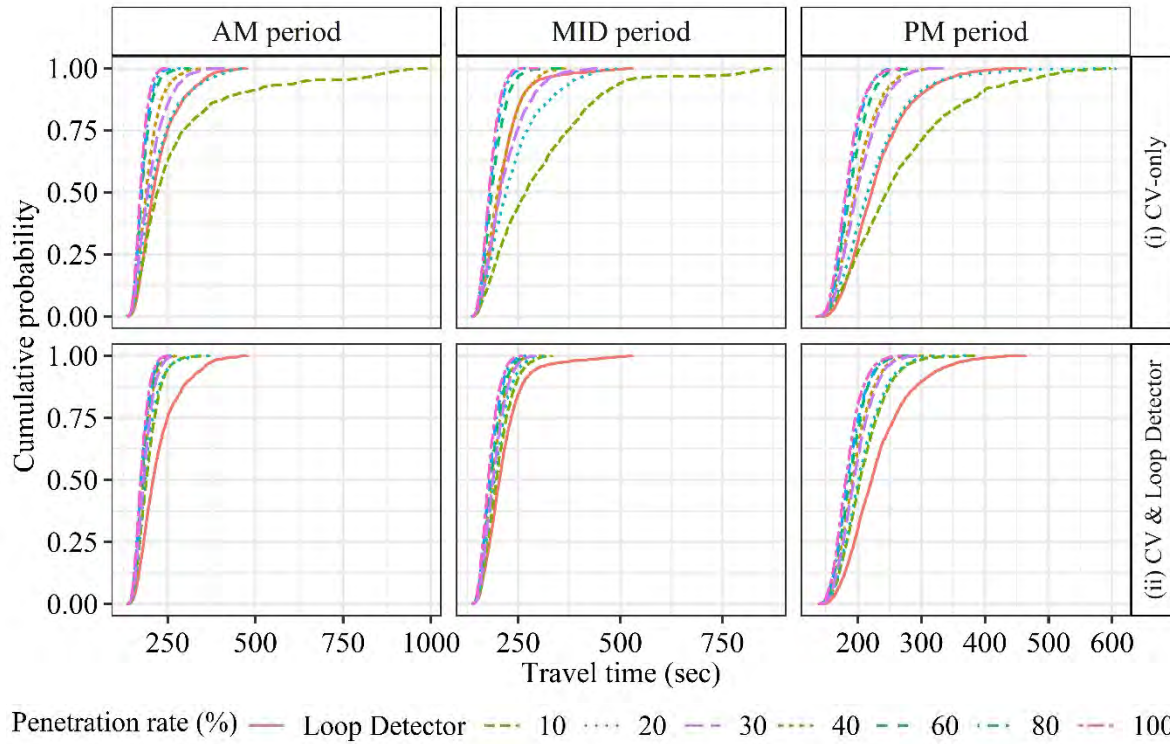 AM period MID period PM period
1.00
0.75
0.50
0.25
0.00
(i) CV-only
Cumulative probability
1.00
0.75
0.50
0.25
0.00
(ii) CV & Loop Detector
250 500 750 1000 250 500 750 200 300 400 500 600
Travel time (sec)
Penetration rate (%) Loop Detector 10 20 30 40 60 80 100